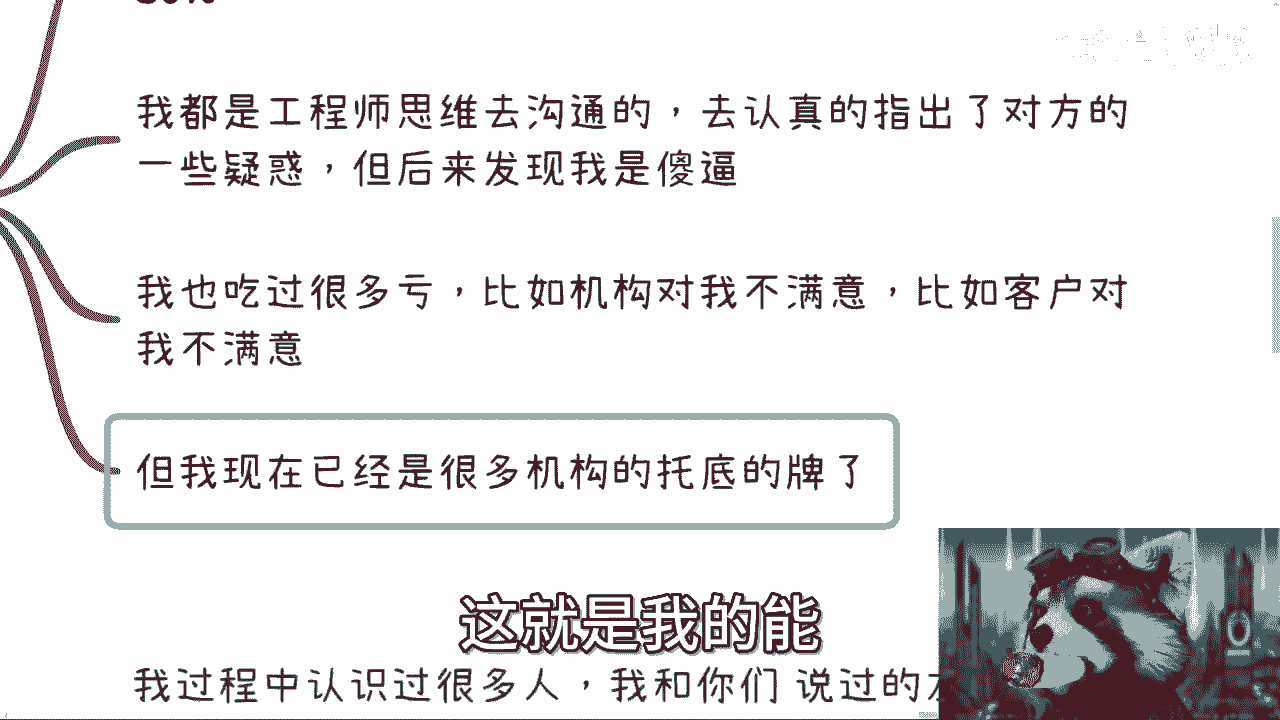 我都是工程师思维去沟通的，去认真的指出了对方的
一些疑惑，但后来发现我是傻逼
我也吃过很多亏，比如机构对我不满意，比如客户对
我不满意
但我现在已经是很多机构的托底的牌了
这就是我的能
我过程中认识过很多人，我和你们 说过的